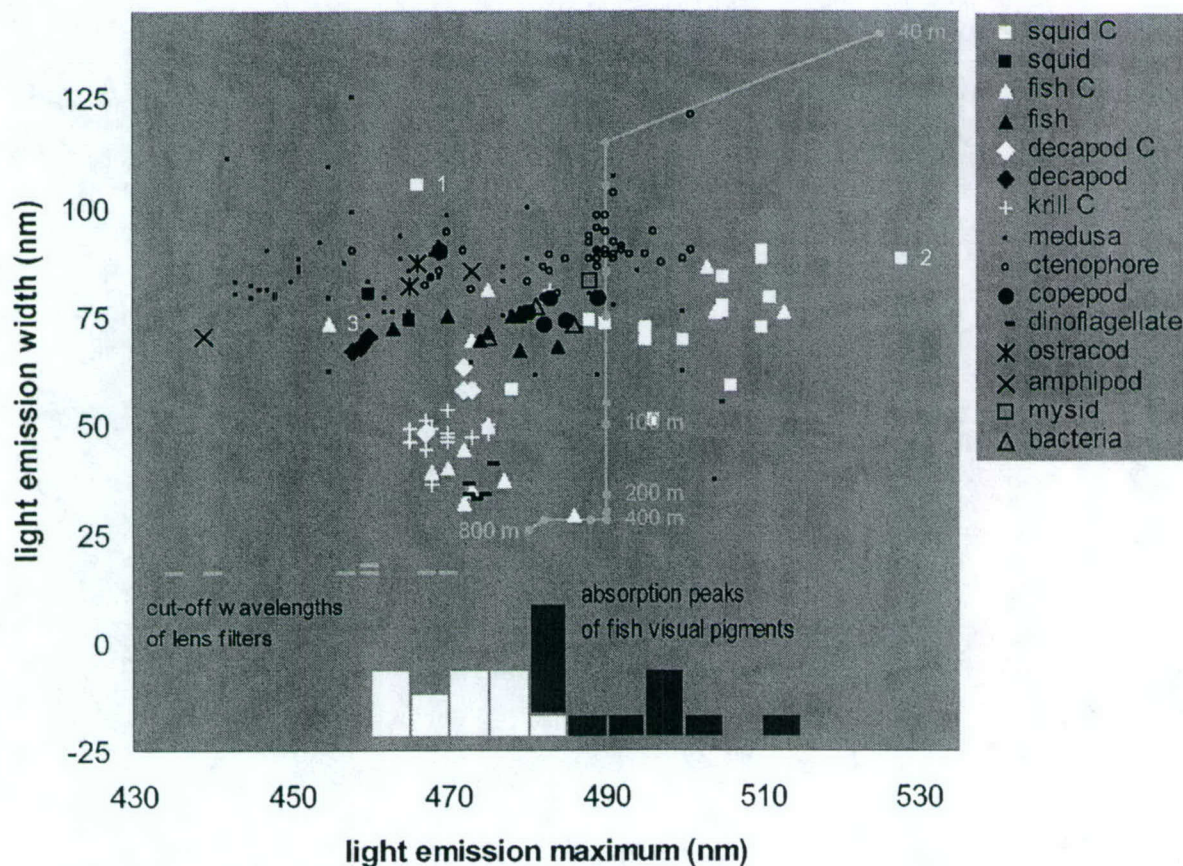 light emission width (nm)
125
100
75
50
25
0
-25
430
450
470
490
510
530
light emission maximum (nm)
40 m
1
2
3
100 m
200 m
400 m
800 m
cut-off wavelengths
of lens filters
absorption peaks
of fish visual pigments
squid C
squid
fish C
fish
decapod C
decapod
krill C
medusa
ctenophore
copepod
dinoflagellate
ostracod
amphipod
mysid
bacteria